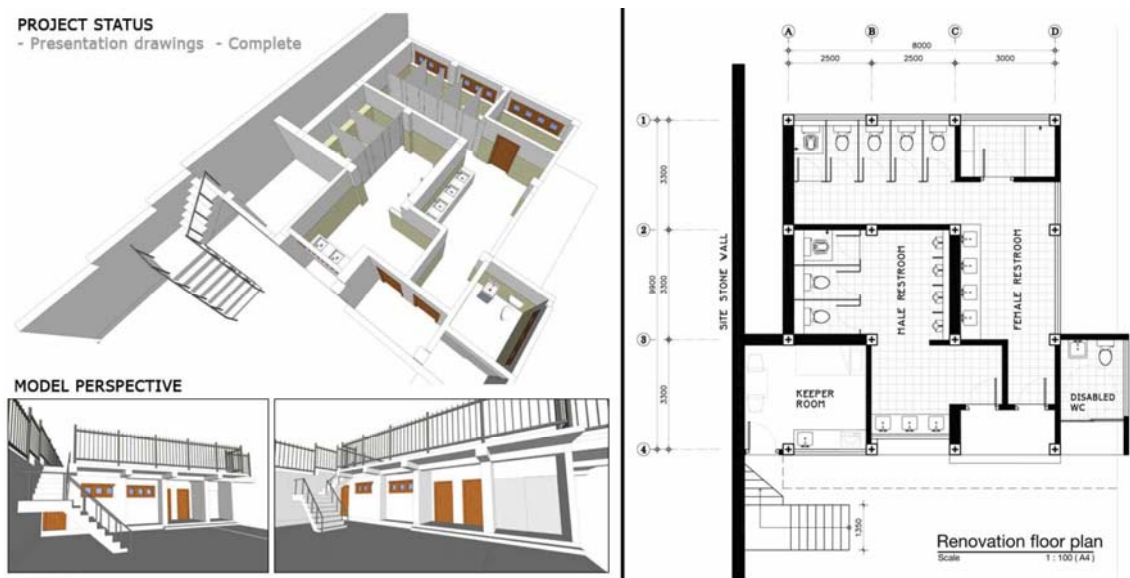 PROJECT STATUS
- Presentation drawings - Complete
MODEL PERSPECTIVE
A B C D
8000
2500 2500 3000
1
2
3
4
3300
3300
3300
9900
SITE STONE WALL
MALE RESTROOM
FEMALE RESTROOM
KEEPER
ROOM
DISABLED
WC
1350
Renovation floor plan
Scale 1 : 100 ( A4 )